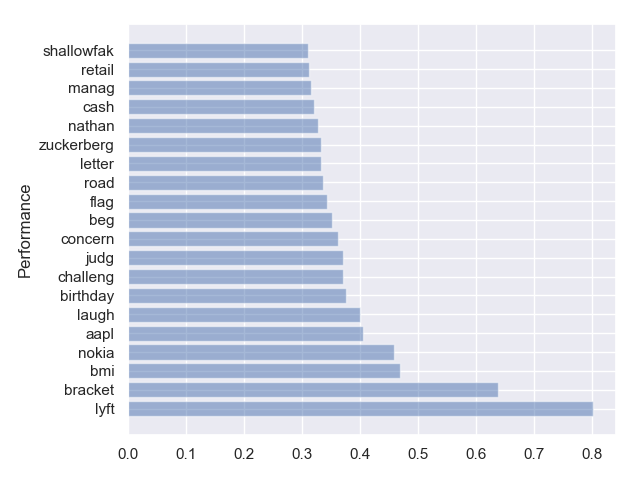 shallowfak
retail
manag
cash
nathan
zuckerberg
letter
road
flag
beg
concern
judg
challeng
birthday
laugh
aapl
nokia
bmi
bracket
lyft
Performance
0.0 0.1 0.2 0.3 0.4 0.5 0.6 0.7 0.8